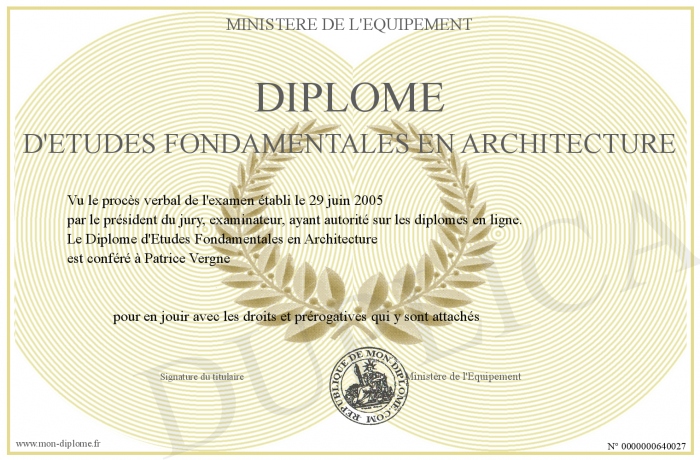 MINISTERE DE L'EQUIPEMENT
DIPLOME
D'ETUDES FONDAMENTALES EN ARCHITECTURE
Vu le procès verbal de l'examen établi le 29 juin 2005
par le président du jury, examinateur, ayant autorité sur les diplomes en ligne.
Le Diplome d'Etudes Fondamentales en Architecture
est conféré à Patrice Vergne
pour en jouir avec les droits et prérogatives qui y sont attachés
Signature du titulaire
REPUBLIQUE DE MON-DIPLOME.COM
Ministère de l'Equipement
www.mon-diplome.fr
N° 0000000640027
DUPLICA